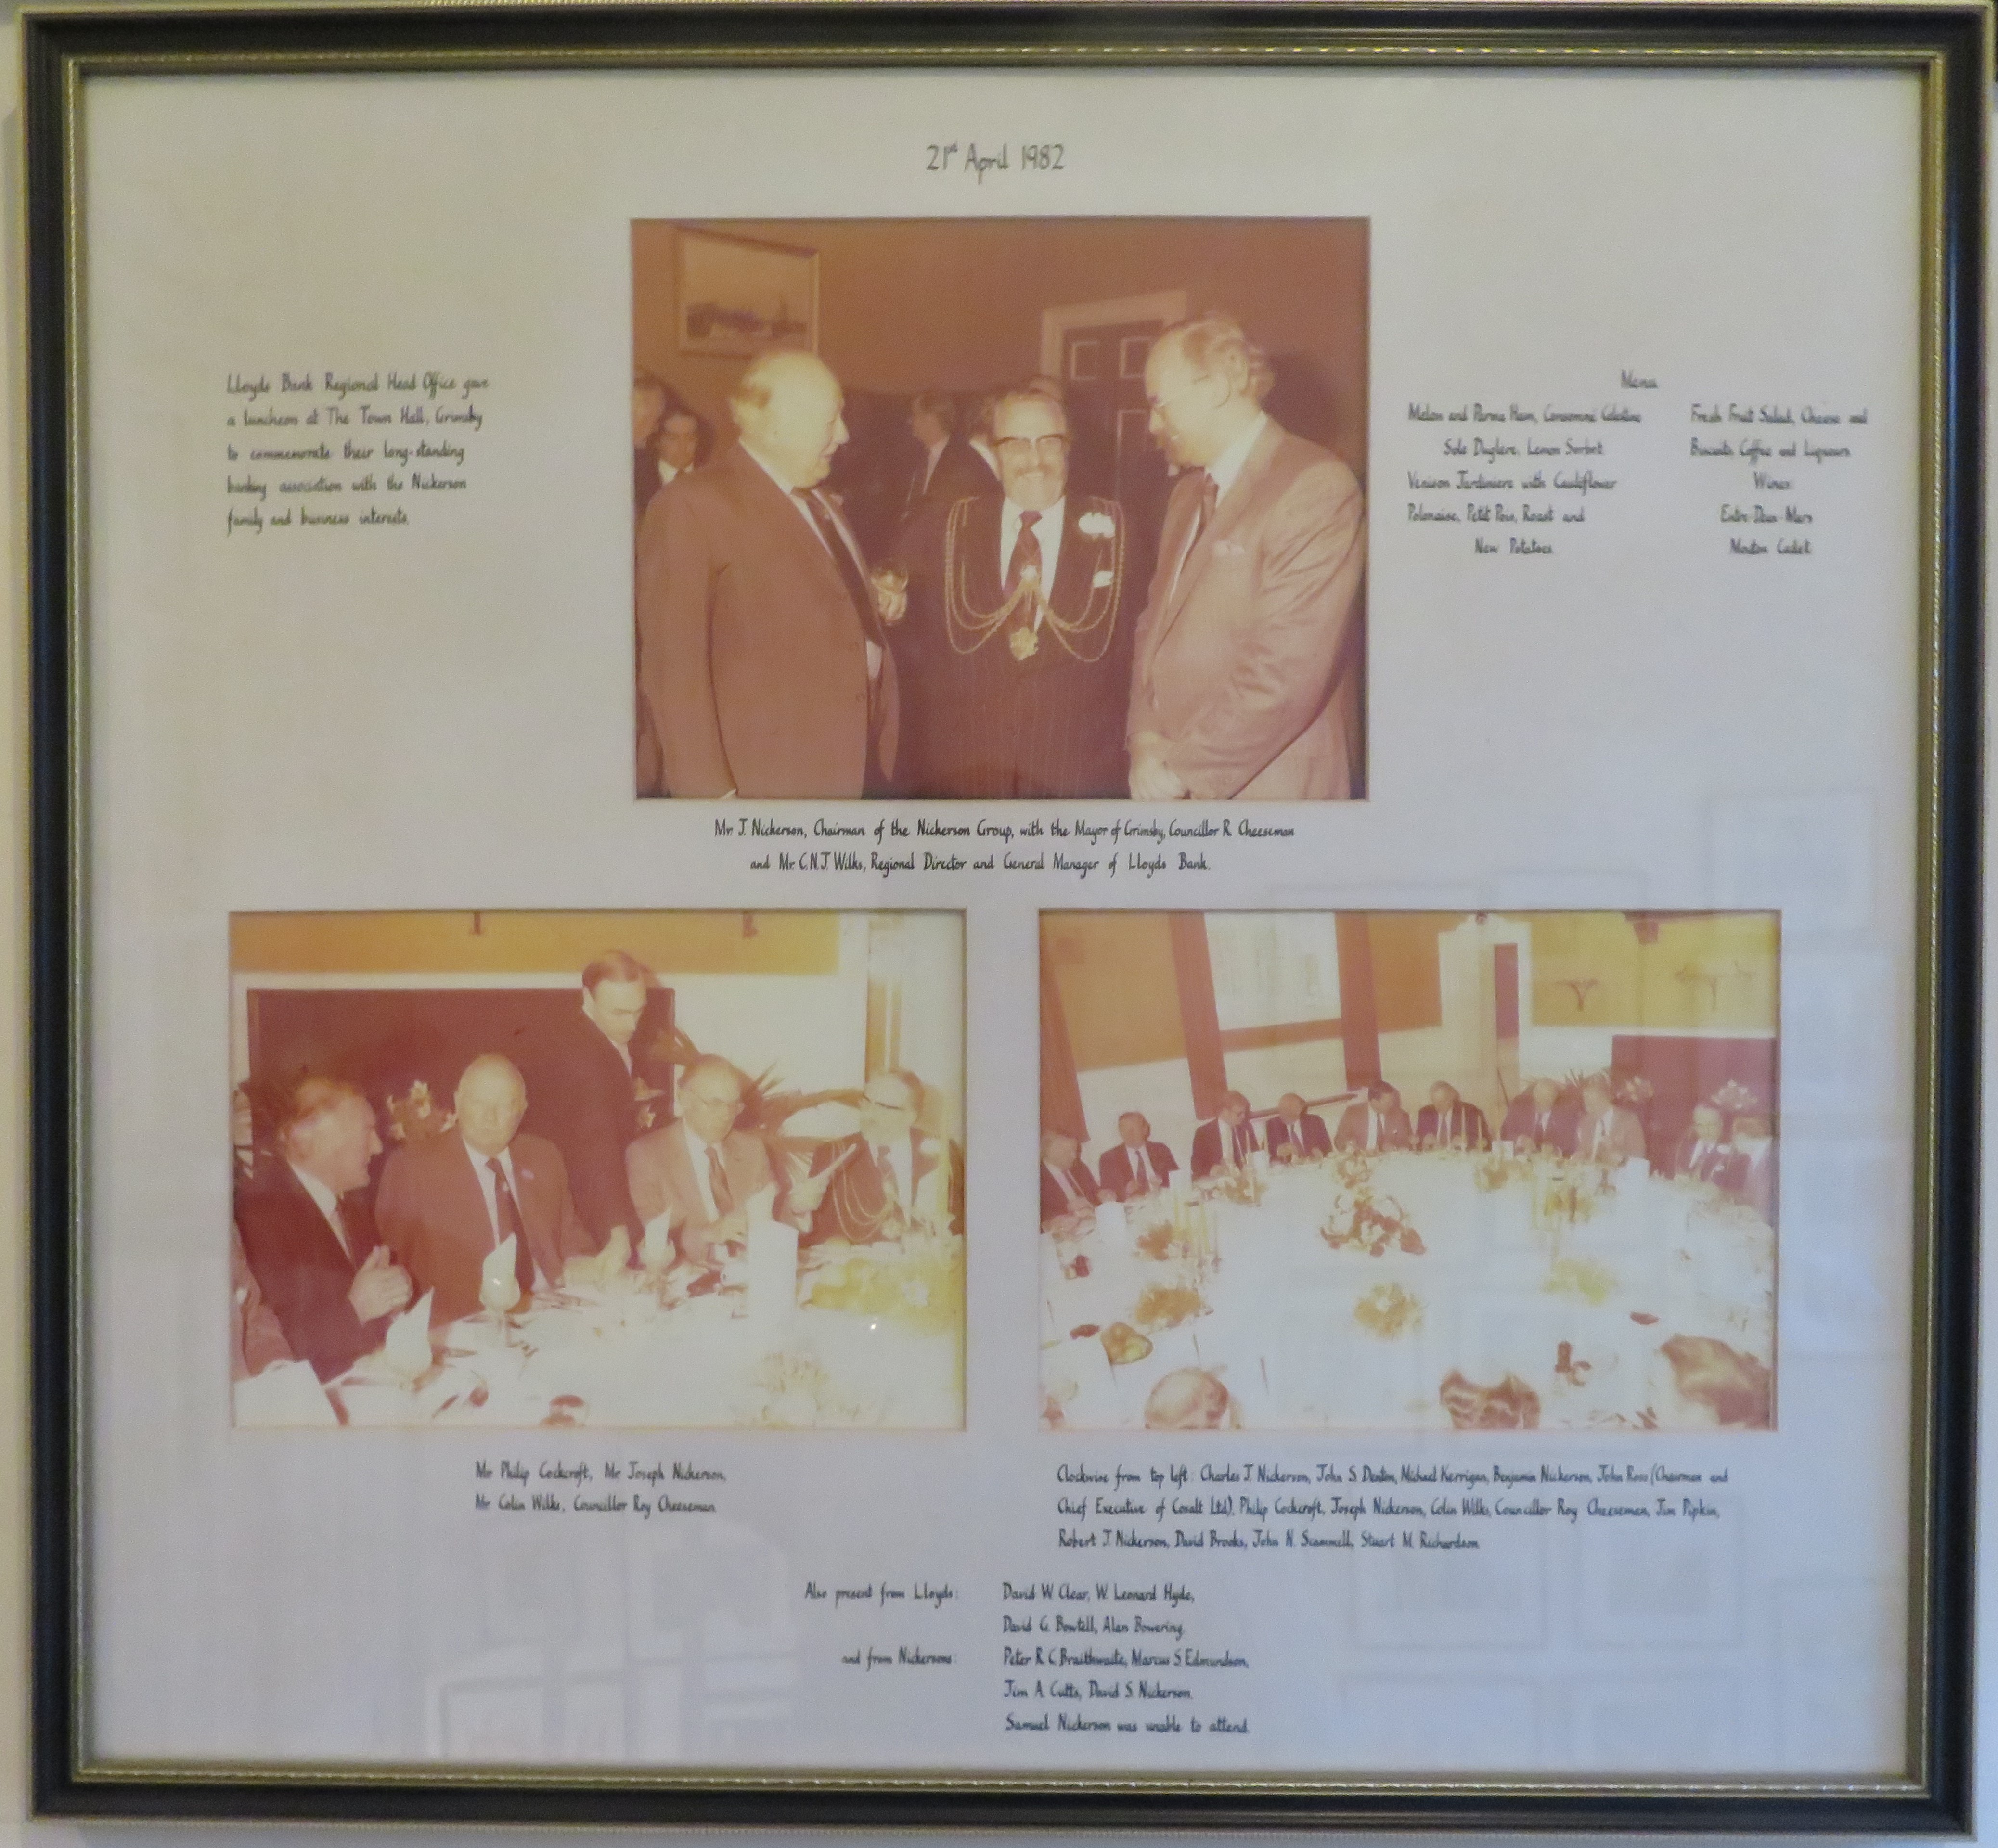 21st April 1982
Lloyds Bank Regional Head Office gave
a luncheon at The Town Hall, Grimsby
to commemorate their long-standing
banking association with the Nickerson
family and business interests.
Menu
Melon and Parma Ham, Consommé Celestine
Sole Duglere, Lemon Sorbet
Venison Jardiniere with Cauliflower
Polonaise, Petit Pois, Roast and
New Potatoes.
Fresh Fruit Salad, Cheese and
Biscuits, Coffee and Liqueurs
Wines:
Entre-Deux-Mers
Mouton Cadet
Mr. J. Nickerson, Chairman of the Nickerson Group, with the Mayor of Grimsby, Councillor R. Cheeseman
and Mr. C.N.J. Wilks, Regional Director and General Manager of Lloyds Bank.
Mr Philip Cockcroft, Mr Joseph Nickerson,
Mr Colin Wilks, Councillor Roy Cheeseman.
Clockwise from top left: Charles J. Nickerson, John S. Denton, Michael Kerrigan, Benjamin Nickerson, John Ross (Chairman and
Chief Executive of Cosalt Ltd), Philip Cockcroft, Joseph Nickerson, Colin Wilks, Councillor Roy Cheeseman, Jim Pipkin,
Robert J. Nickerson, David Brooks, John N. Scammell, Stuart M. Richardson.
Also present from Lloyds:
David W. Clear, W. Leonard Hyde,
David G. Bowtell, Alan Bowering.
and from Nickersons:
Peter R. C. Braithwaite, Marcus S. Edmundson,
Jim A. Cutts, David S. Nickerson.
Samuel Nickerson was unable to attend.